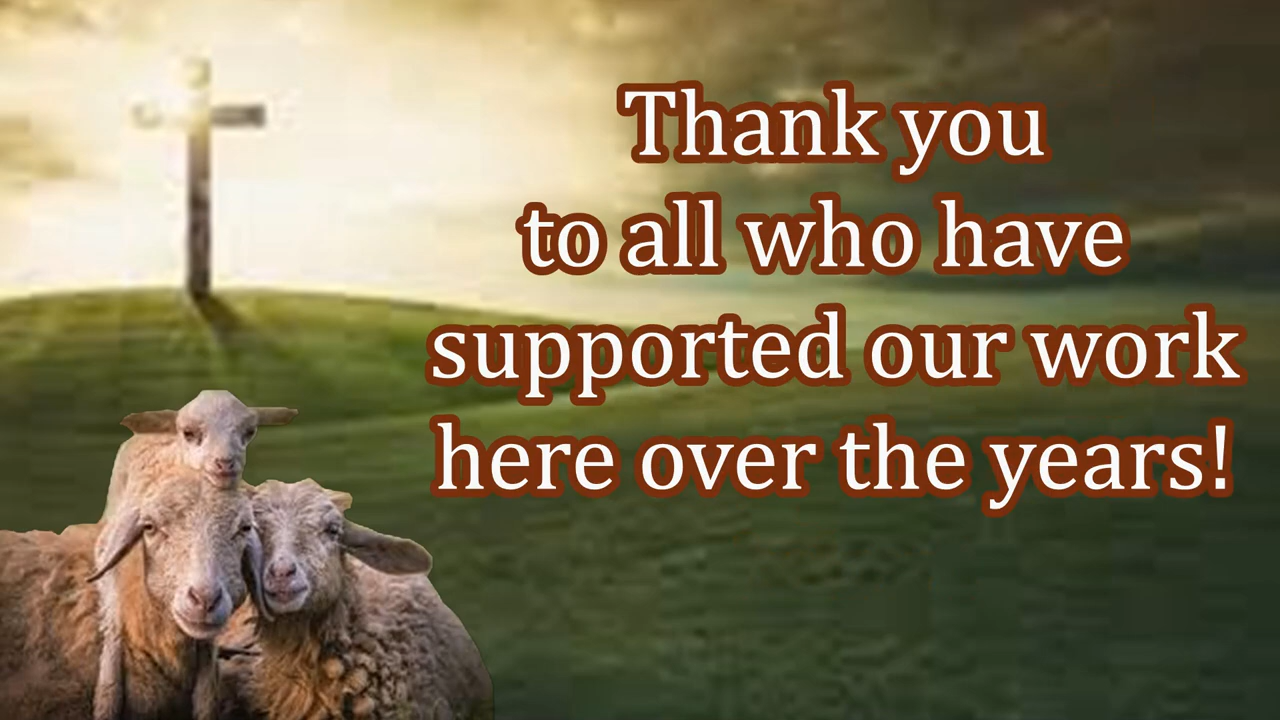 Thank you
to all who have
supported our work
here over the years!